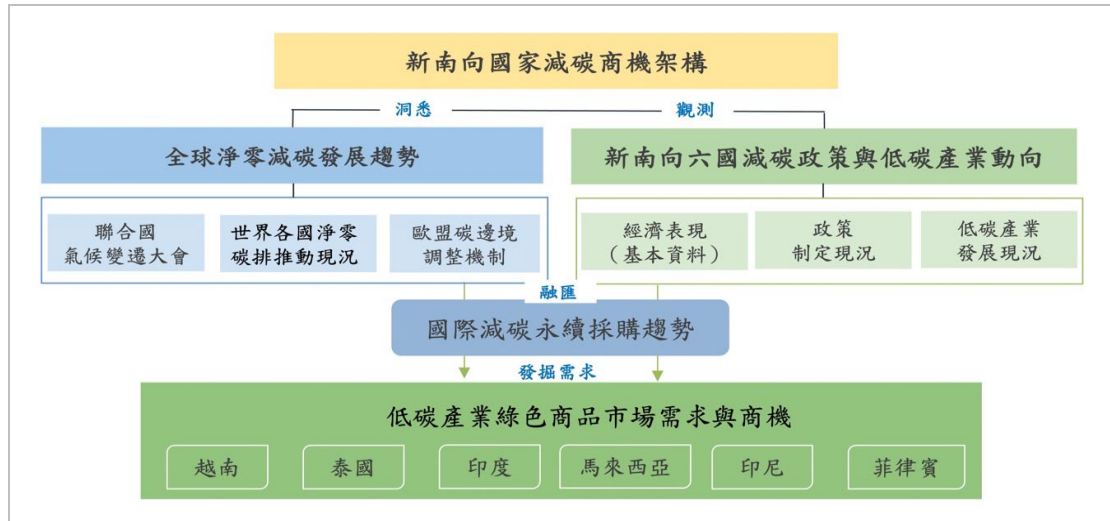 新南向國家減碳商機架構
洞悉
觀測
全球淨零減碳發展趨勢
新南向六國減碳政策與低碳產業動向
聯合國
氣候變遷大會
世界各國淨零
碳排推動現況
歐盟碳邊境
調整機制
經濟表現
(基本資料)
政策
制定現況
低碳產業
發展現況
融匯
國際減碳永續採購趨勢
發掘需求
低碳產業綠色商品市場需求與商機
越南
泰國
印度
馬來西亞
印尼
菲律賓